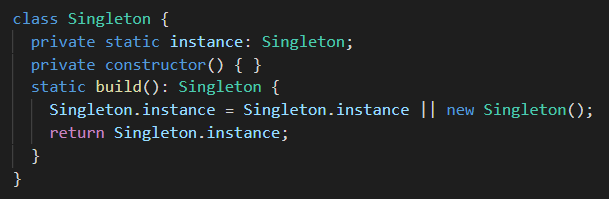 class Singleton {
  private static instance: Singleton;
  private constructor() { }
  static build(): Singleton {
    Singleton.instance = Singleton.instance || new Singleton();
    return Singleton.instance;
  }
}